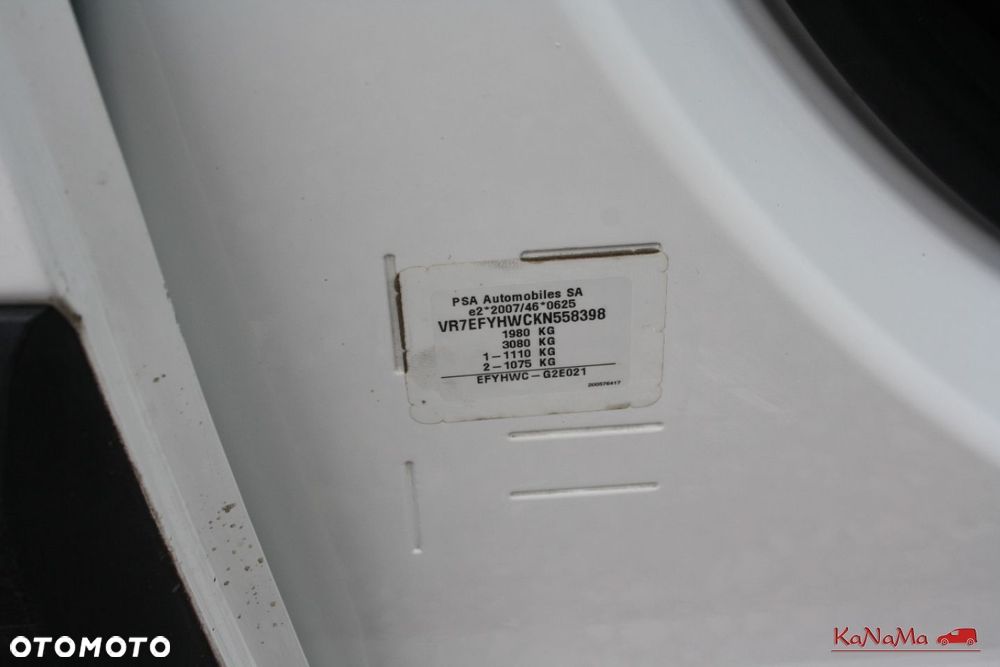 PSA Automobiles SA
e2*2007/46*0625
VR7EFYHWCKN558398
1980 KG
3080 KG
1-1110 KG
2-1075 KG
EFYHWC-G2E021
200576417
OTOMOTO
KaNaMa